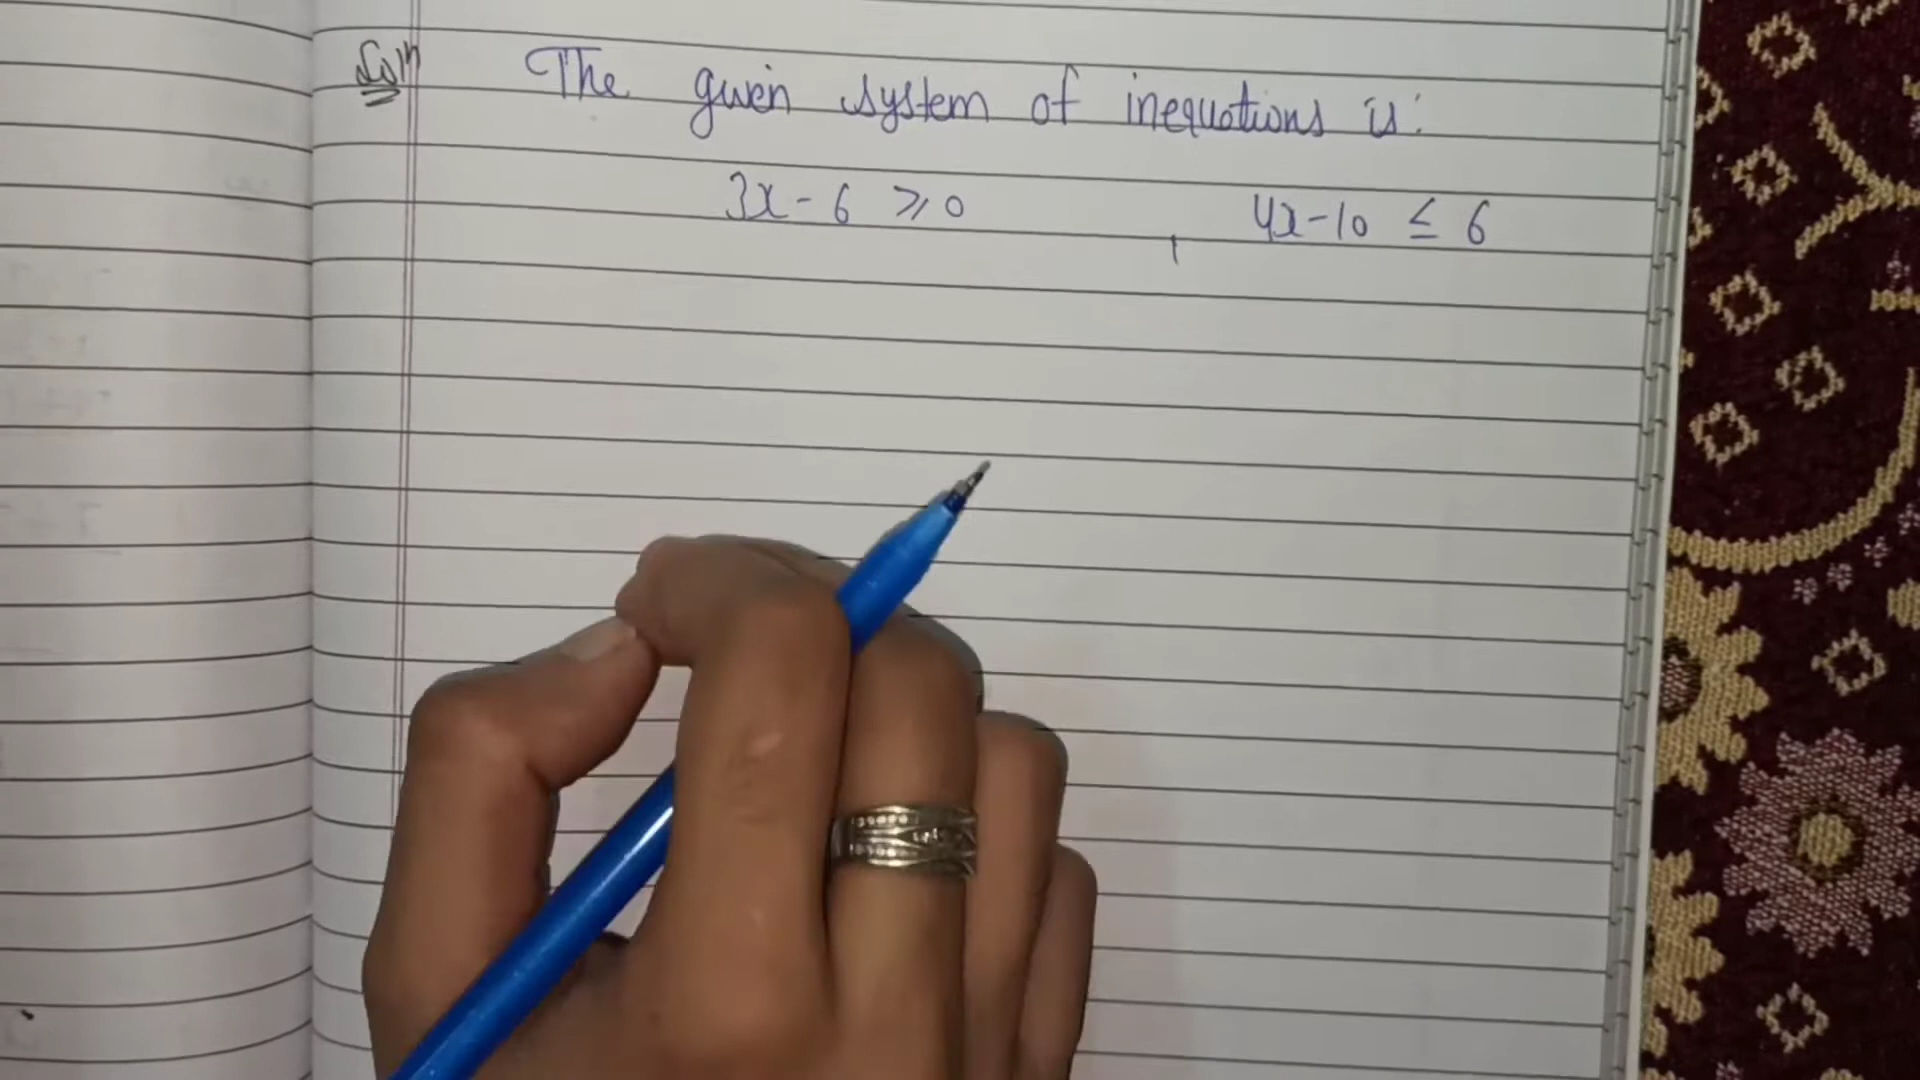 Soln The given system of inequations is:
3x - 6 ⩾ 0 , 4x - 10 ≤ 6